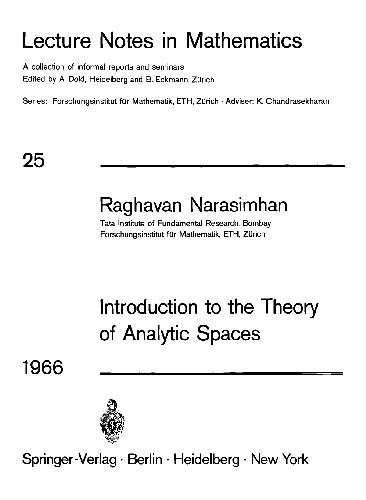 Lecture Notes in Mathematics
A collection of informal reports and seminars
Edited by A. Dold, Heidelberg and B. Eckmann, Zürich
Series: Forschungsinstitut für Mathematik, ETH, Zürich · Adviser: K. Chandrasekharan
25
Raghavan Narasimhan
Tata Institute of Fundamental Research, Bombay
Forschungsinstitut für Mathematik, ETH, Zürich
Introduction to the Theory
of Analytic Spaces
1966
Springer-Verlag · Berlin · Heidelberg · New York